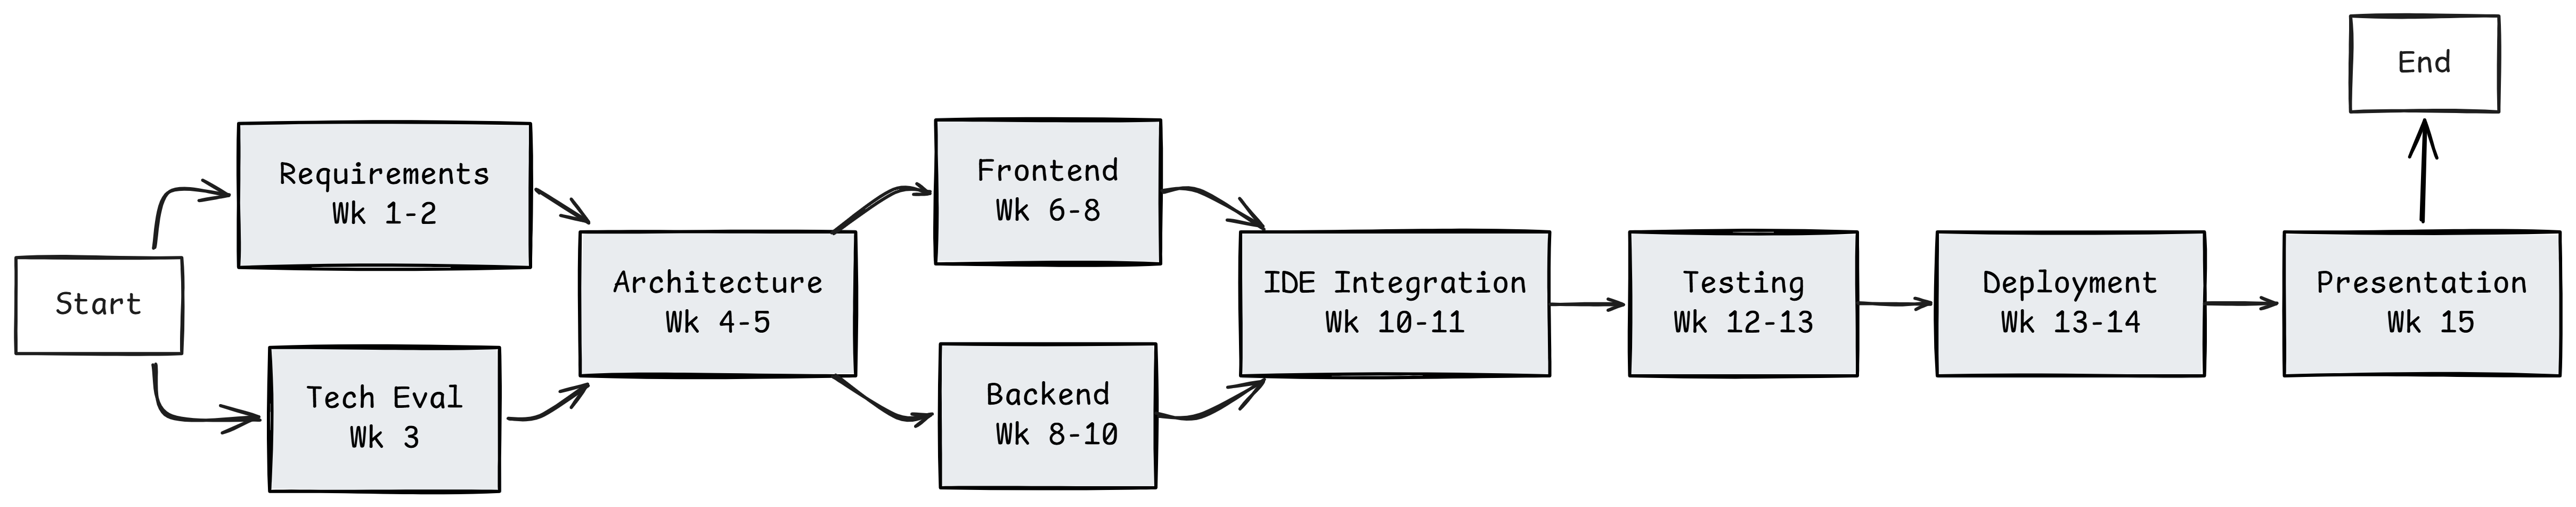 Start
Requirements
Wk 1-2
Tech Eval
Wk 3
Architecture
Wk 4-5
Frontend
Wk 6-8
Backend
Wk 8-10
IDE Integration
Wk 10-11
Testing
Wk 12-13
Deployment
Wk 13-14
Presentation
Wk 15
End